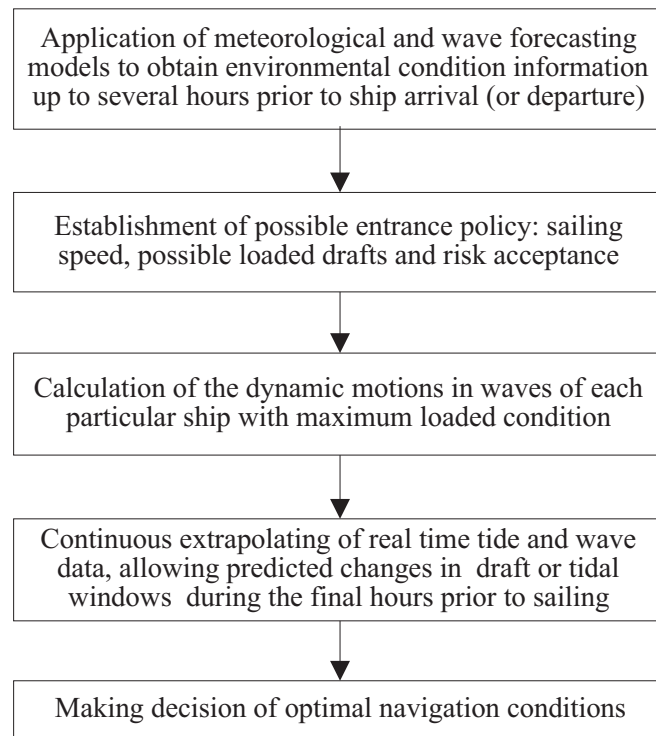 Application of meteorological and wave forecasting
models to obtain environmental condition information
up to several hours prior to ship arrival (or departure)
Establishment of possible entrance policy: sailing
speed, possible loaded drafts and risk acceptance
Calculation of the dynamic motions in waves of each
particular ship with maximum loaded condition
Continuous extrapolating of real time tide and wave
data, allowing predicted changes in draft or tidal
windows during the final hours prior to sailing
Making decision of optimal navigation conditions